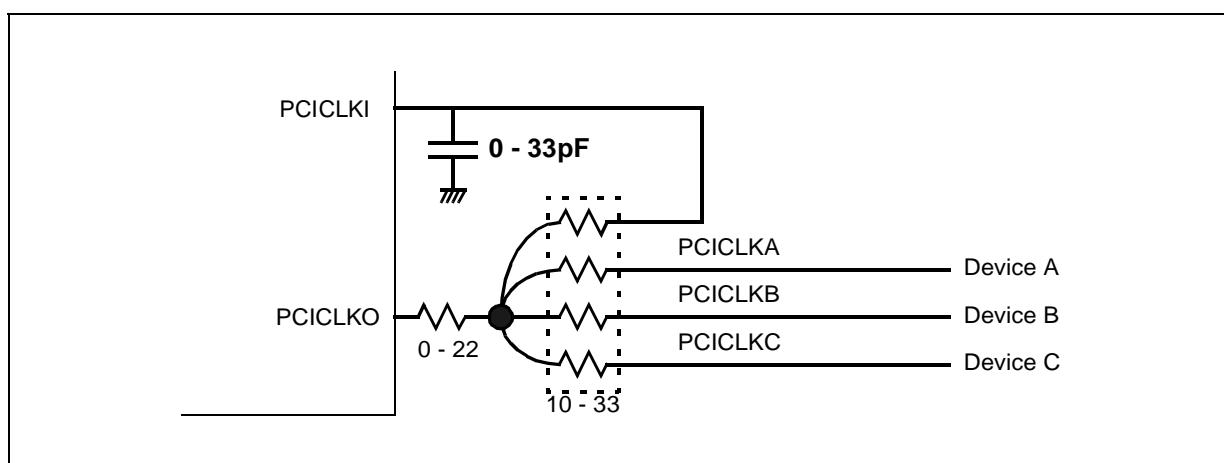 PCICLKI
0 - 33pF
PCICLKA
Device A
PCICLKB
PCICLKO
Device B
0 - 22
PCICLKC
Device C
10 - 33